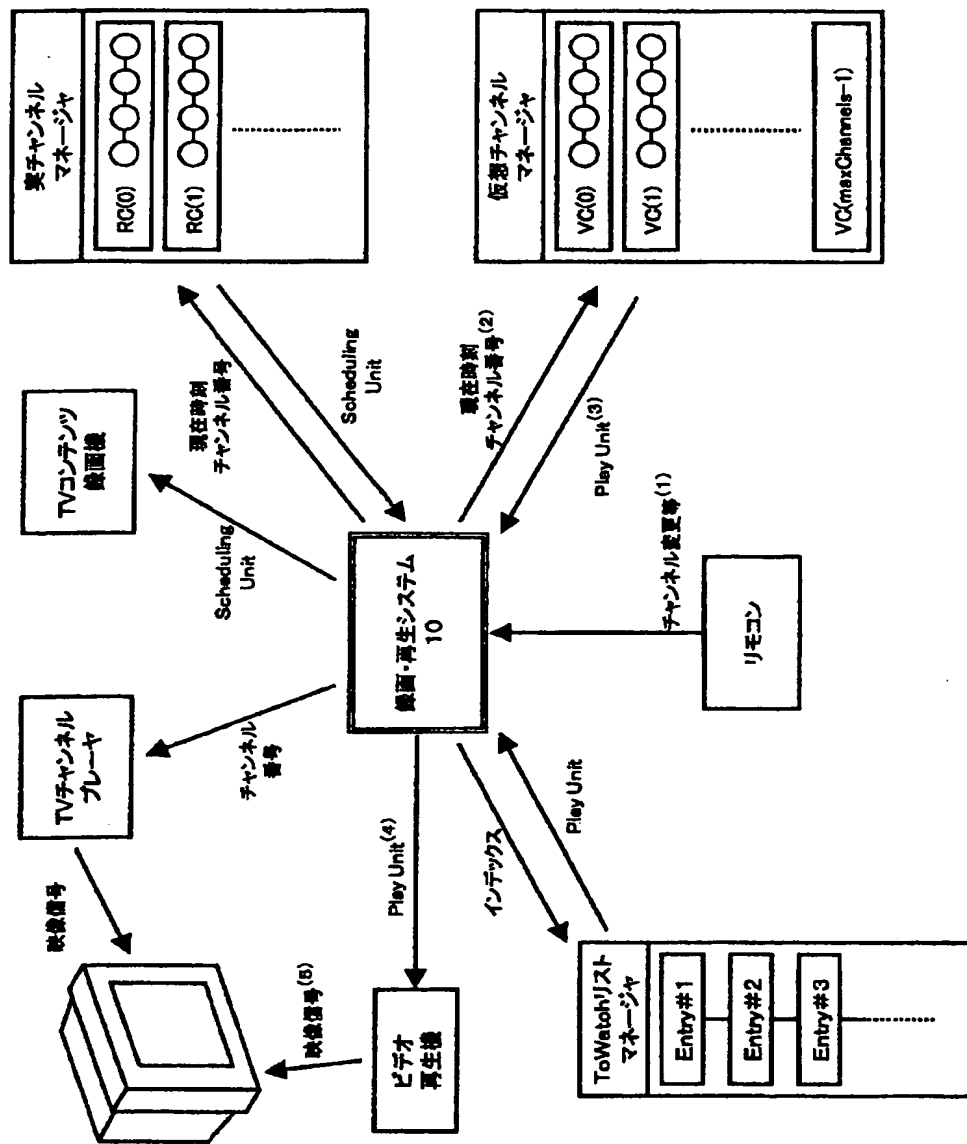 実チャンネル
マネージャ
RC(0)
RC(1)
仮想チャンネル
マネージャ
VC(0)
VC(1)
VC(maxChannels-1)
現在時刻
チャンネル番号
Scheduling
Unit
現在時刻
チャンネル番号(2)
Play Unit(3)
TVコンテンツ
録画機
Scheduling
Unit
録画・再生システム
10
チャンネル変更等(1)
リモコン
TVチャンネル
プレーヤ
チャンネル
番号
Play Unit(4)
インデックス
Play Unit
映像信号
映像信号(5)
ビデオ
再生機
ToWatchリスト
マネージャ
Entry#1
Entry#2
Entry#3